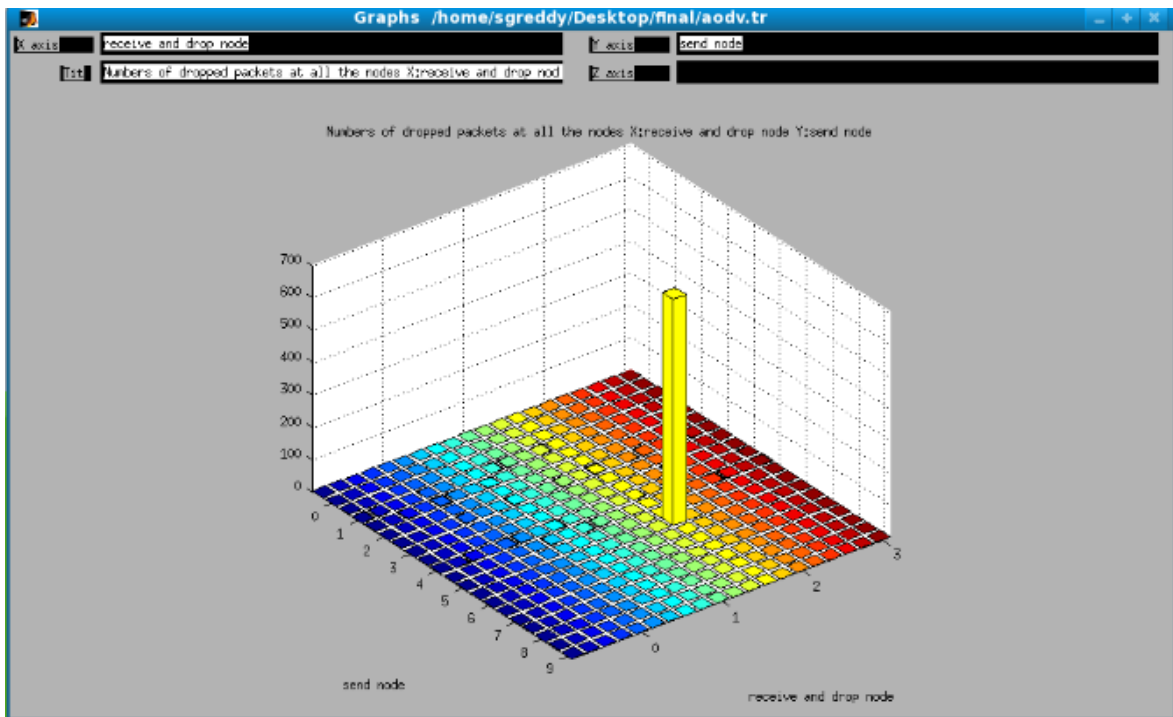 Graphs /home/sgreddy/Desktop/final/aodv.tr
X axis receive and drop node
Y axis send node
Tit Numbers of dropped packets at all the nodes X:receive and drop nod
Z axis
Numbers of dropped packets at all the nodes X:receive and drop node Y:send node
700
600
500
400
300
200
100
0
0
1
2
3
4
5
6
7
8
9
0
1
2
3
send node
receive and drop node